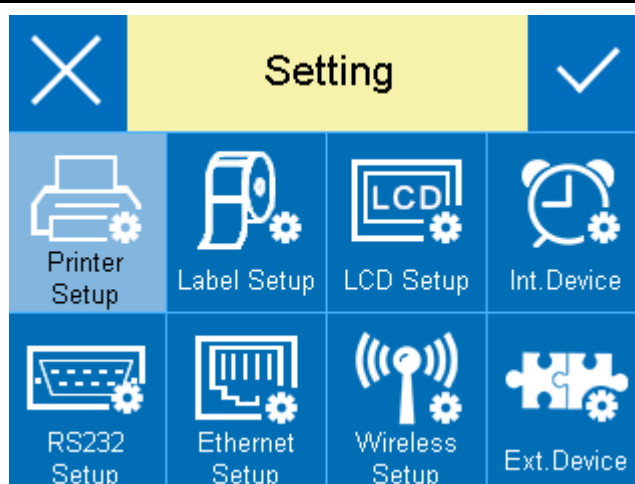 Setting
LCD
Printer
Setup
Label Setup
LCD Setup
Int.Device
RS232
Setup
Ethernet
Setup
Wireless
Setup
Ext.Device